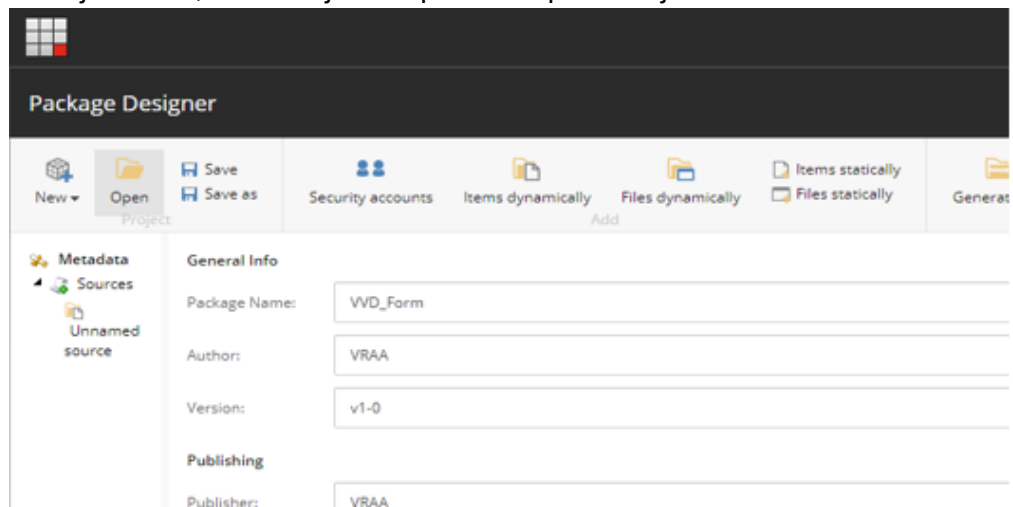 Package Designer
New
Open
Save
Save as
Project
Security accounts
Items dynamically
Files dynamically
Items statically
Files statically
Add
Metadata
Sources
Unnamed
source
General Info
Package Name:
VVD_Form
Author:
VRAA
Version:
v1-0
Publishing
Publisher:
VRAA